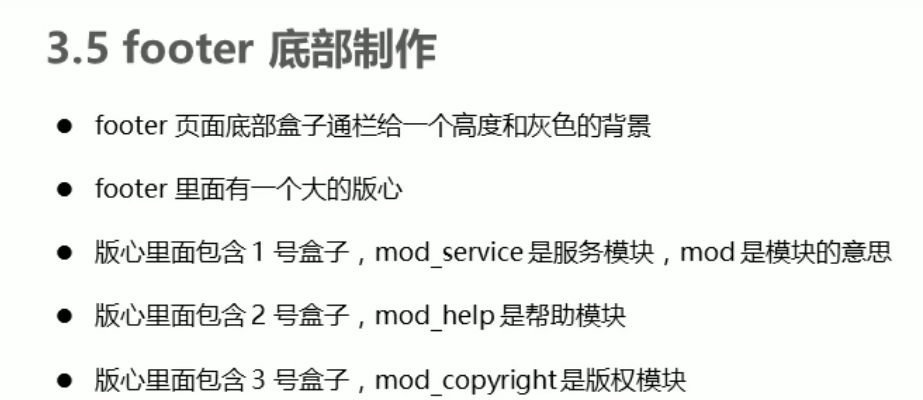 3.5 footer 底部制作
● footer 页面底部盒子通栏给一个高度和灰色的背景
● footer 里面有一个大的版心
● 版心里面包含 1 号盒子，mod_service 是服务模块，mod 是模块的意思
● 版心里面包含 2 号盒子，mod_help 是帮助模块
● 版心里面包含 3 号盒子，mod_copyright 是版权模块